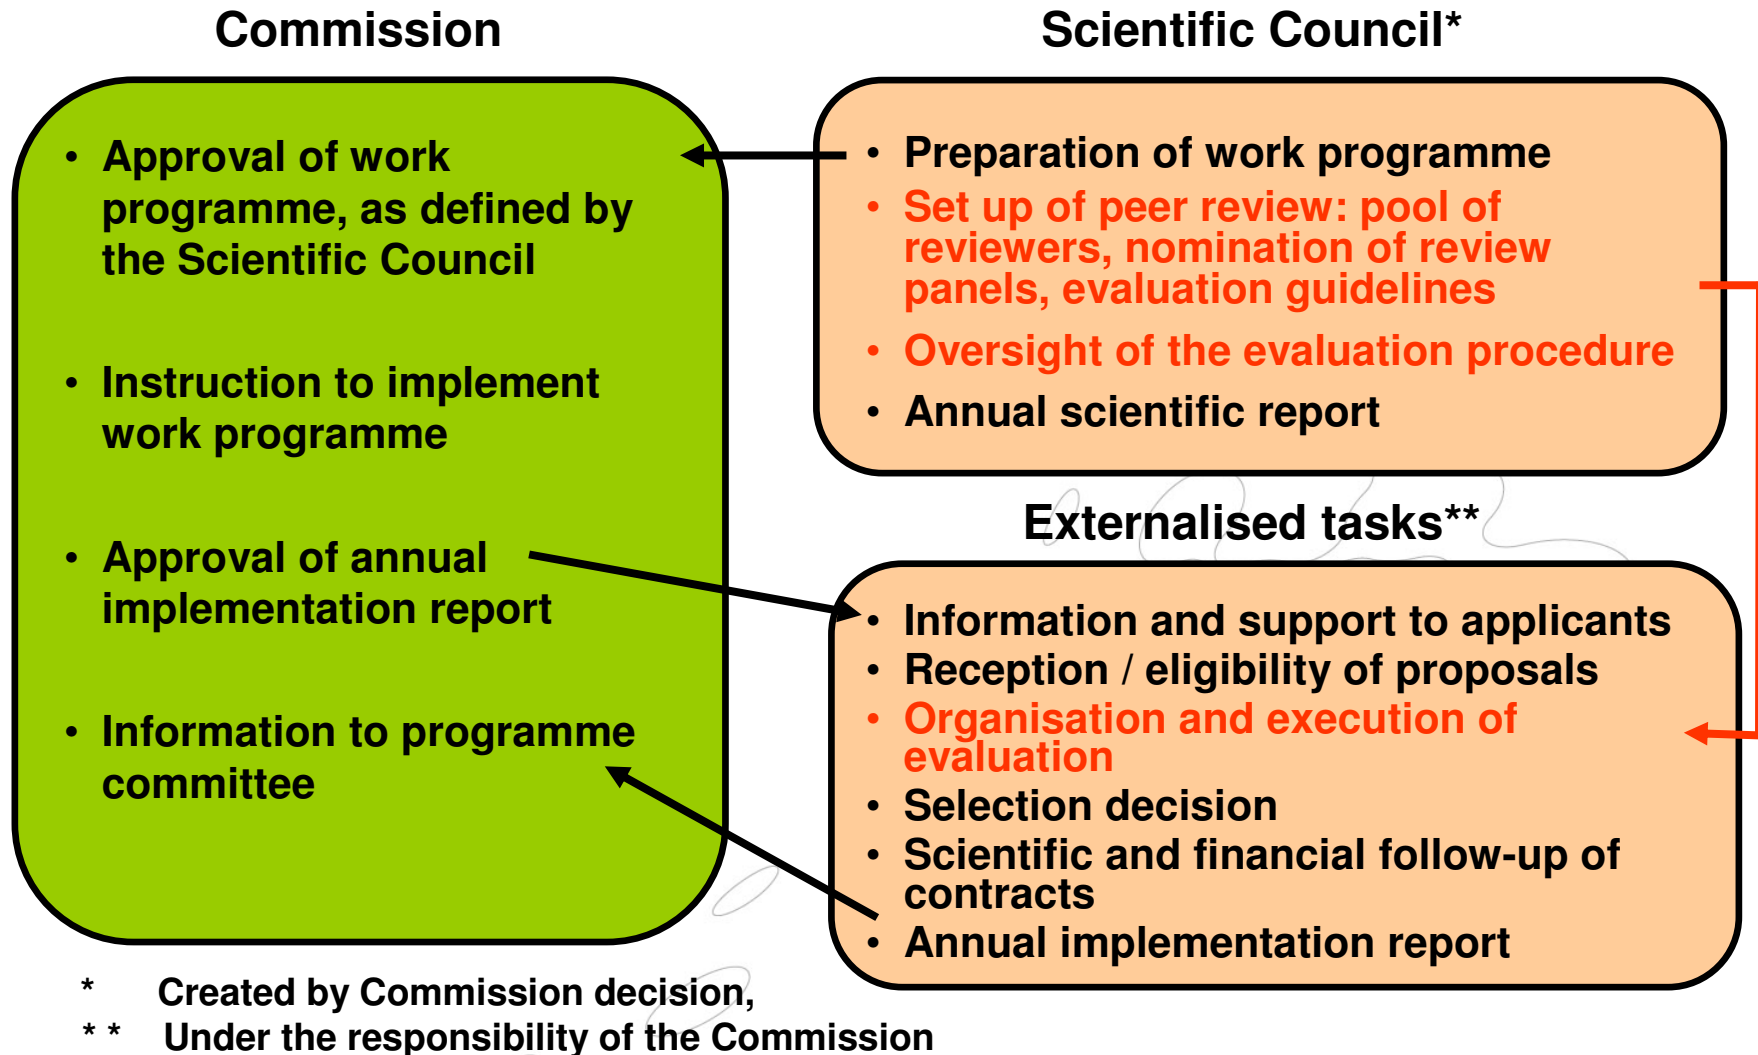 Commission
• Approval of work
programme, as defined by
the Scientific Council
• Instruction to implement
work programme
• Approval of annual
implementation report
• Information to programme
committee
Scientific Council*
• Preparation of work programme
• Set up of peer review: pool of
reviewers, nomination of review
panels, evaluation guidelines
• Oversight of the evaluation procedure
• Annual scientific report
Externalised tasks**
• Information and support to applicants
• Reception / eligibility of proposals
• Organisation and execution of
evaluation
• Selection decision
• Scientific and financial follow-up of
contracts
• Annual implementation report
* Created by Commission decision,
* * Under the responsibility of the Commission